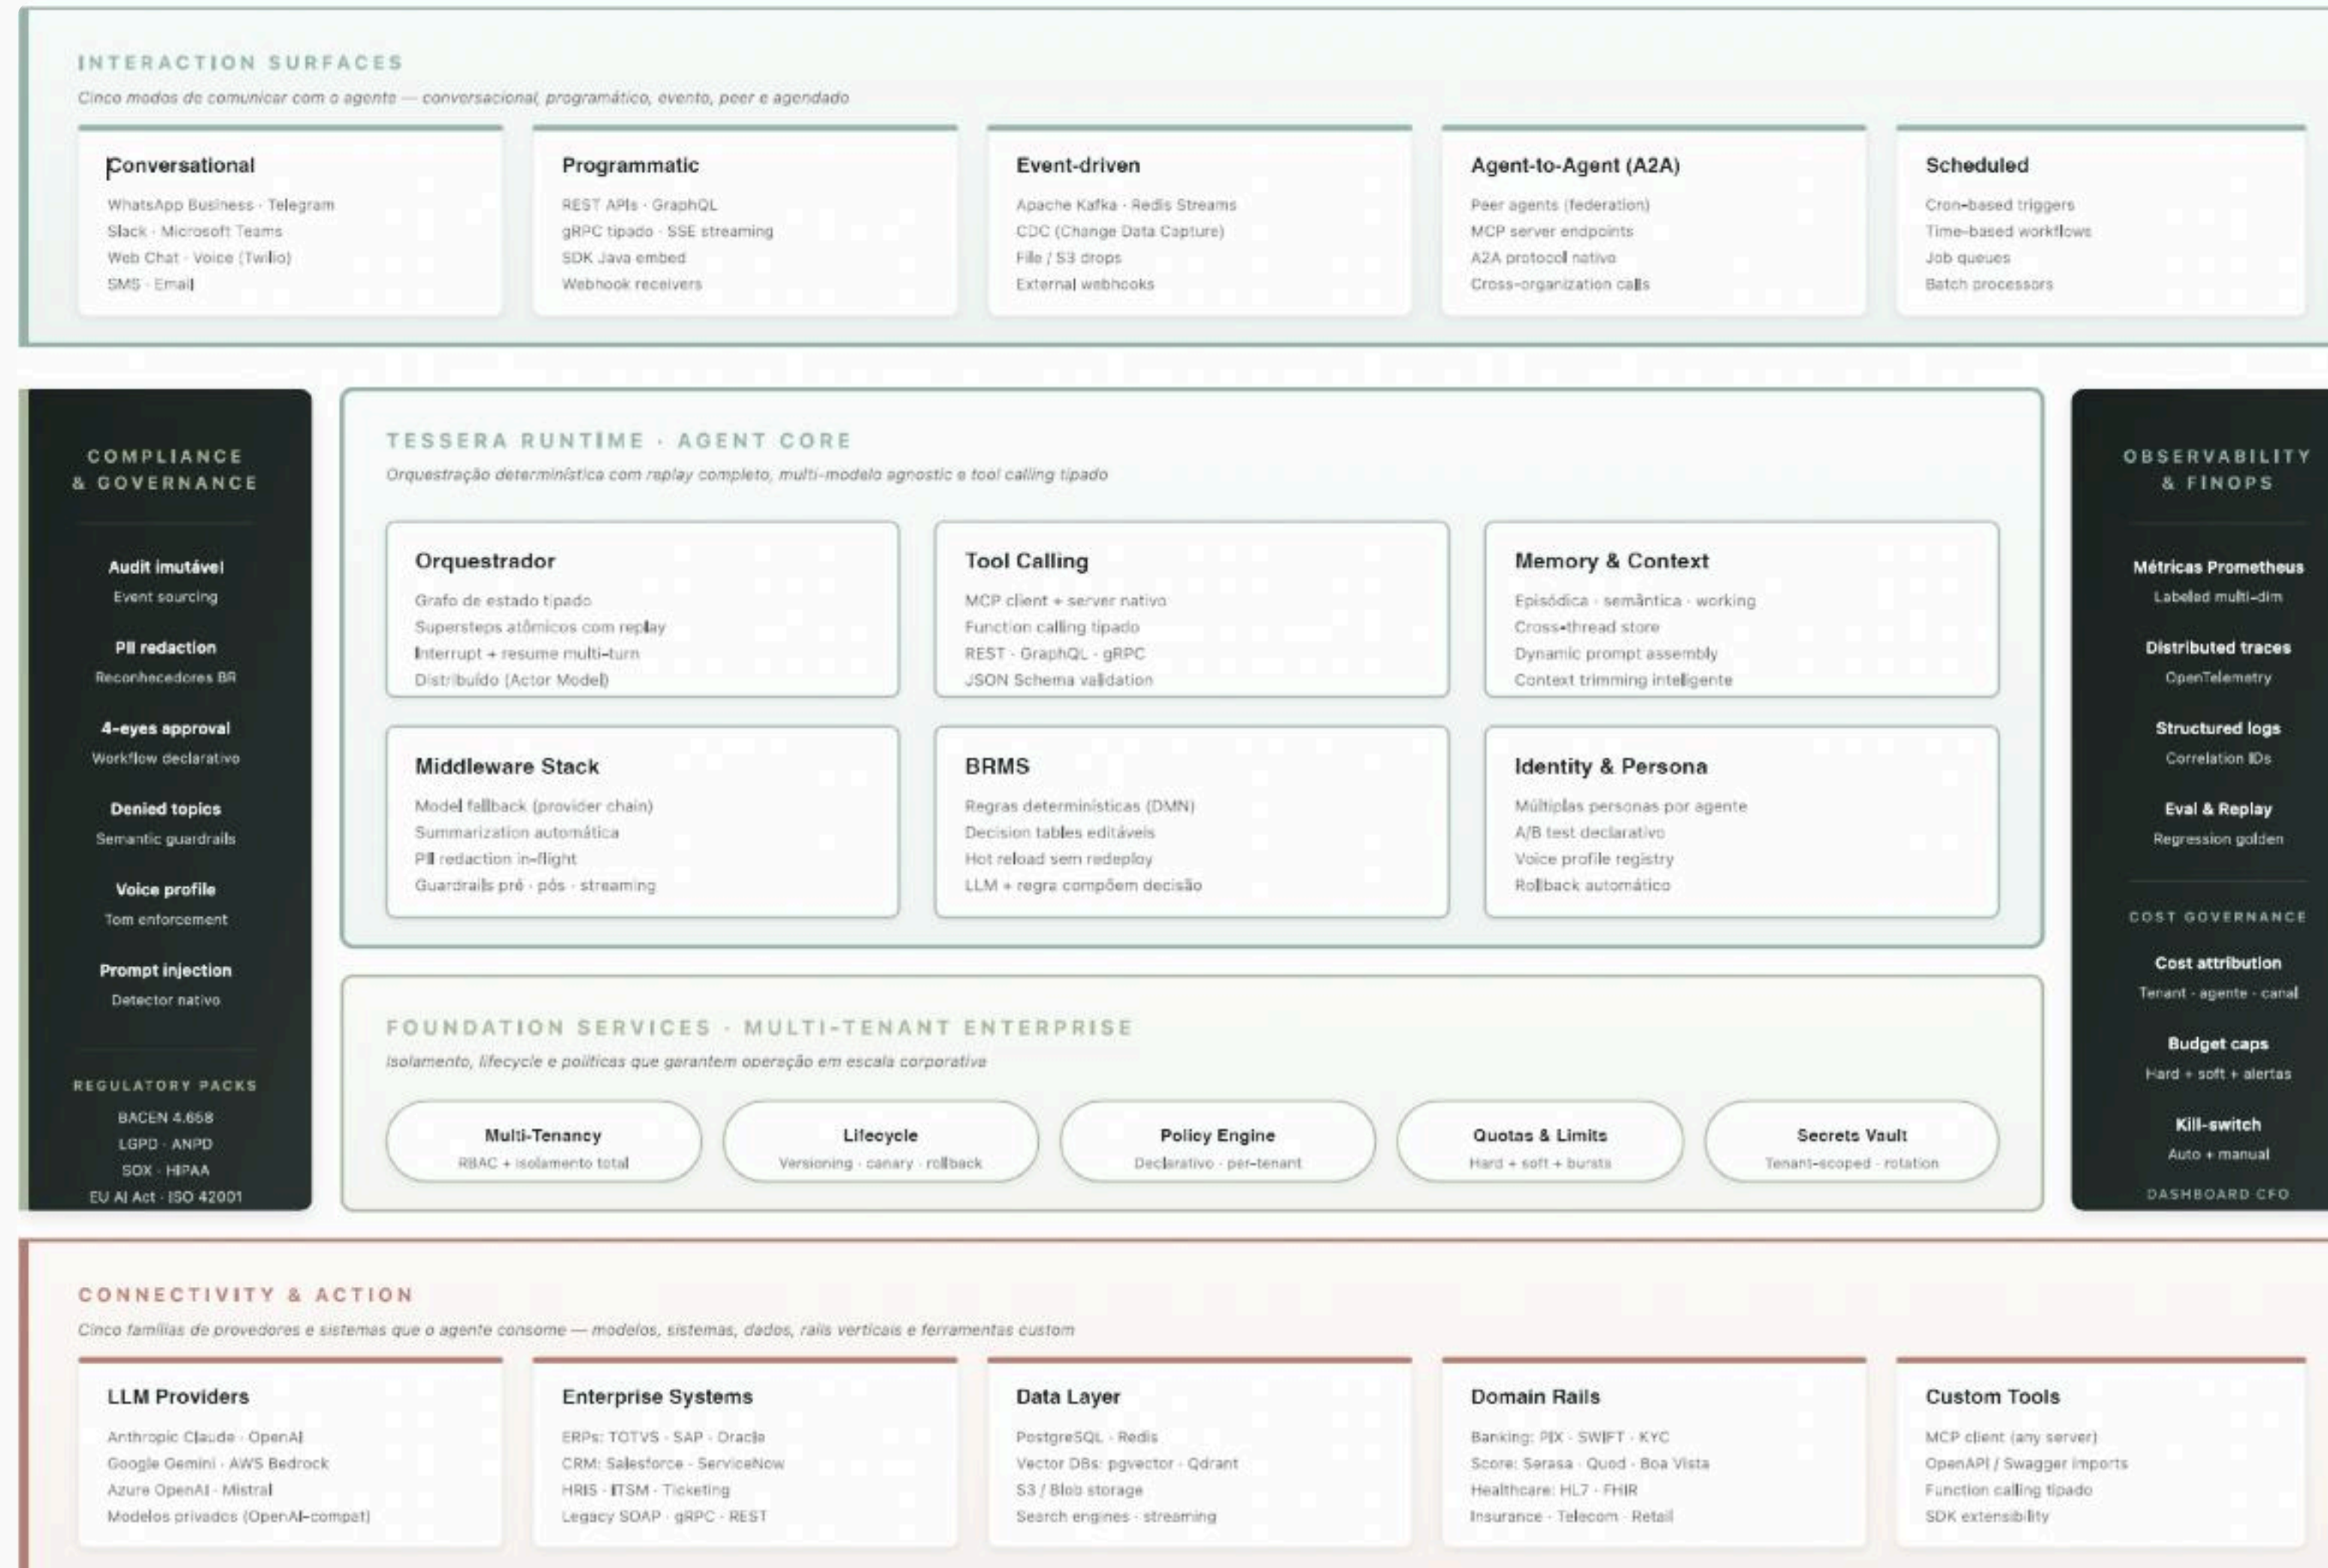 INTERACTION SURFACES
Cinco modos de comunicar com o agente — conversacional, programático, evento, peer e agendado
Conversational
WhatsApp Business · Telegram
Slack · Microsoft Teams
Web Chat · Voice (Twilio)
SMS · Email
Programmatic
REST APIs · GraphQL
gRPC tipado · SSE streaming
SDK Java embed
Webhook receivers
Event-driven
Apache Kafka · Redis Streams
CDC (Change Data Capture)
File / S3 drops
External webhooks
Agent-to-Agent (A2A)
Peer agents (federation)
MCP server endpoints
A2A protocol nativo
Cross-organization calls
Scheduled
Cron-based triggers
Time-based workflows
Job queues
Batch processors
COMPLIANCE
& GOVERNANCE
Audit imutável
Event sourcing
PII redaction
Reconhecedores BR
4-eyes approval
Workflow declarativo
Denied topics
Semantic guardrails
Voice profile
Tom enforcement
Prompt injection
Detector nativo
REGULATORY PACKS
BACEN 4.658
LGPD · ANPD
SOX · HIPAA
EU AI Act · ISO 42001
TESSERA RUNTIME · AGENT CORE
Orquestração determinística com replay completo, multi-modelo agnostic e tool calling tipado
Orquestrador
Grafo de estado tipado
Supersteps atômicos com replay
Interrupt + resume multi-turn
Distribuído (Actor Model)
Tool Calling
MCP client + server nativo
Function calling tipado
REST · GraphQL · gRPC
JSON Schema validation
Memory & Context
Episódica · semântica · working
Cross-thread store
Dynamic prompt assembly
Context trimming inteligente
Middleware Stack
Model fallback (provider chain)
Summarization automática
PII redaction in-flight
Guardrails pré · pós · streaming
BRMS
Regras determinísticas (DMN)
Decision tables editáveis
Hot reload sem redeploy
LLM + regra compõem decisão
Identity & Persona
Múltiplas personas por agente
A/B test declarativo
Voice profile registry
Rollback automático
FOUNDATION SERVICES · MULTI-TENANT ENTERPRISE
Isolamento, lifecycle e políticas que garantem operação em escala corporativa
Multi-Tenancy
RBAC + isolamento total
Lifecycle
Versioning · canary · rollback
Policy Engine
Declarativo · per-tenant
Quotas & Limits
Hard + soft + bursts
Secrets Vault
Tenant-scoped · rotation
OBSERVABILITY
& FINOPS
Métricas Prometheus
Labeled multi-dim
Distributed traces
OpenTelemetry
Structured logs
Correlation IDs
Eval & Replay
Regression golden
COST GOVERNANCE
Cost attribution
Tenant · agente · canal
Budget caps
Hard + soft + alertas
Kill-switch
Auto + manual
DASHBOARD CFO
CONNECTIVITY & ACTION
Cinco famílias de provedores e sistemas que o agente consome — modelos, sistemas, dados, rails verticais e ferramentas custom
LLM Providers
Anthropic Claude · OpenAI
Google Gemini · AWS Bedrock
Azure OpenAI · Mistral
Modelos privados (OpenAI-compat)
Enterprise Systems
ERPs: TOTVS · SAP · Oracle
CRM: Salesforce · ServiceNow
HRIS · ITSM · Ticketing
Legacy SOAP · gRPC · REST
Data Layer
PostgreSQL · Redis
Vector DBs: pgvector · Qdrant
S3 / Blob storage
Search engines · streaming
Domain Rails
Banking: PIX · SWIFT · KYC
Score: Serasa · Quod · Boa Vista
Healthcare: HL7 · FHIR
Insurance · Telecom · Retail
Custom Tools
MCP client (any server)
OpenAPI / Swagger imports
Function calling tipado
SDK extensibility